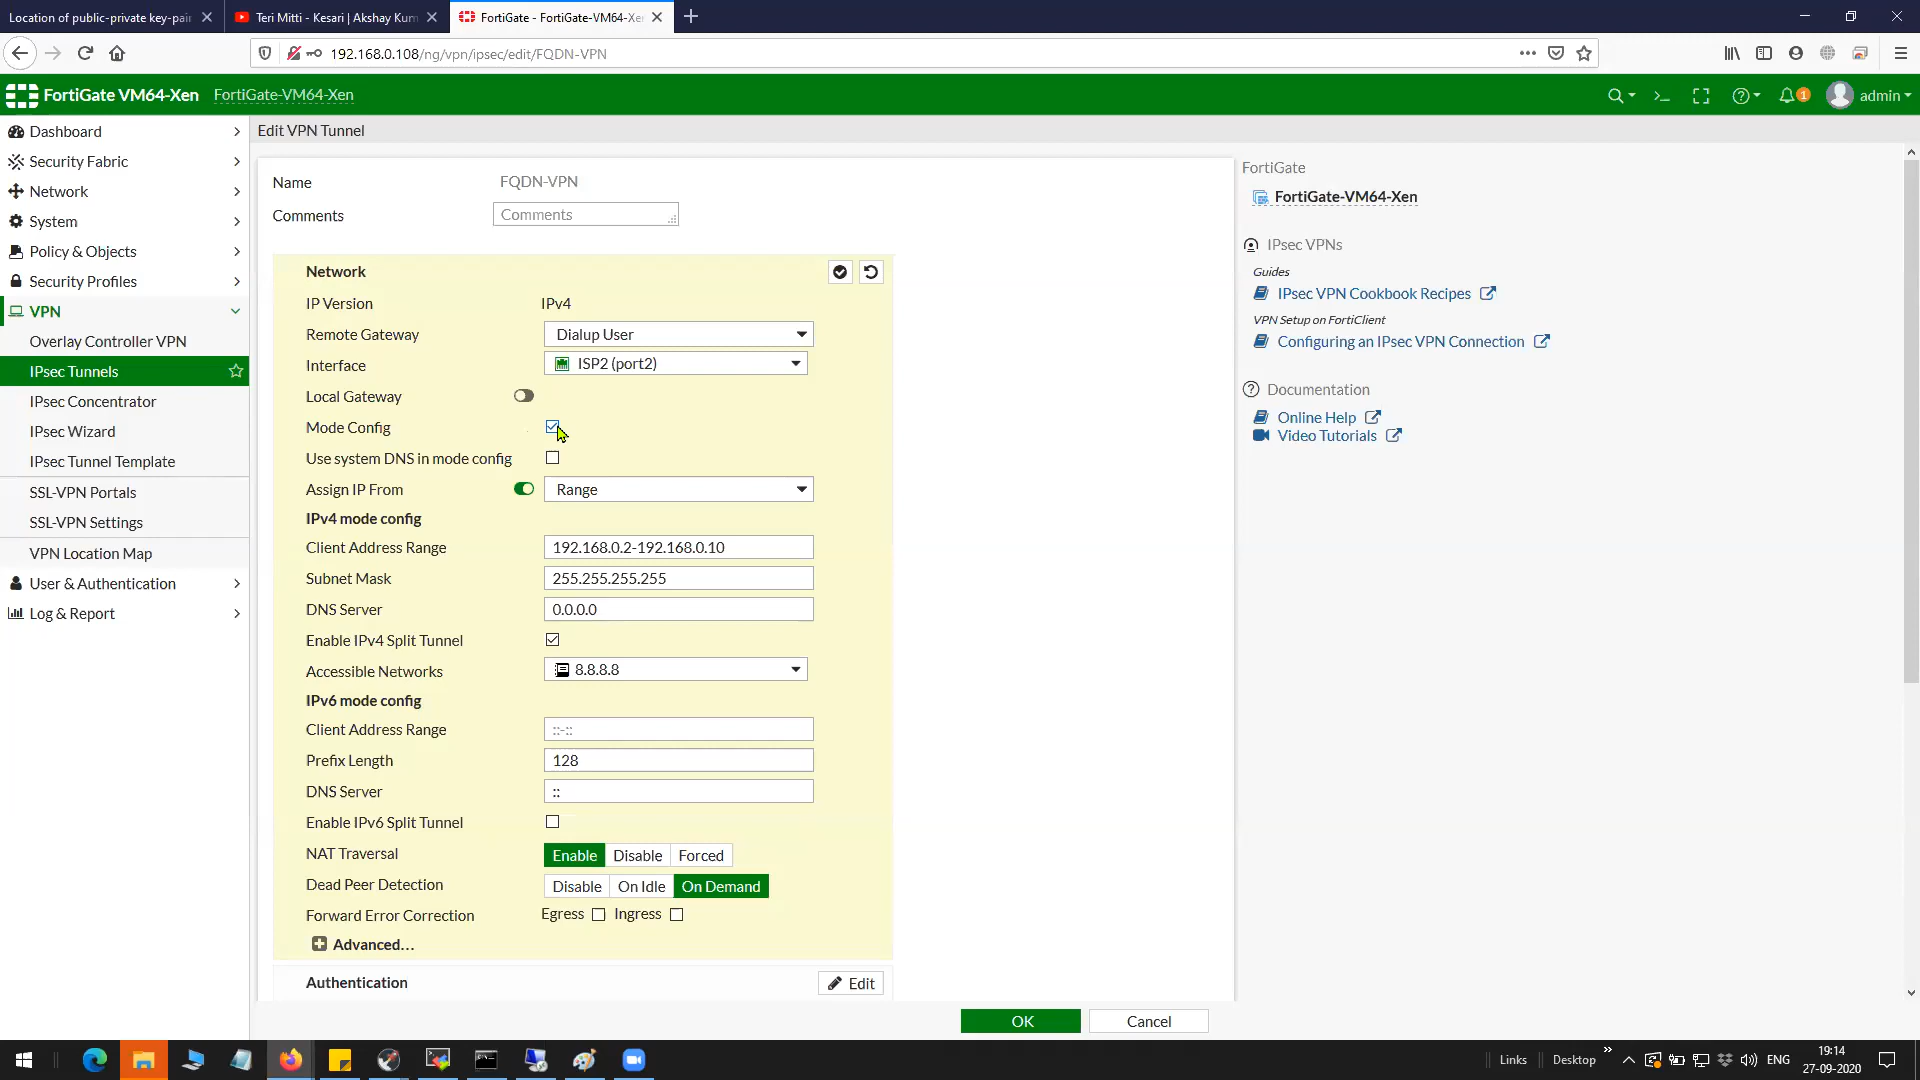 Location of public-private key-pair
Teri Mitti - Kesari | Akshay Kum
FortiGate - FortiGate-VM64-Xen
192.168.0.108/ng/vpn/ipsec/edit/FQDN-VPN
FortiGate VM64-Xen
FortiGate-VM64-Xen
1
admin
Dashboard
Security Fabric
Network
System
Policy & Objects
Security Profiles
VPN
Overlay Controller VPN
IPsec Tunnels
IPsec Concentrator
IPsec Wizard
IPsec Tunnel Template
SSL-VPN Portals
SSL-VPN Settings
VPN Location Map
User & Authentication
Log & Report
Edit VPN Tunnel
Name FQDN-VPN
Comments Comments
Network
IP Version IPv4
Remote Gateway Dialup User
Interface ISP2 (port2)
Local Gateway
Mode Config
Use system DNS in mode config
Assign IP From Range
IPv4 mode config
Client Address Range 192.168.0.2-192.168.0.10
Subnet Mask 255.255.255.255
DNS Server 0.0.0.0
Enable IPv4 Split Tunnel
Accessible Networks 8.8.8.8
IPv6 mode config
Client Address Range ::-::
Prefix Length 128
DNS Server ::
Enable IPv6 Split Tunnel
NAT Traversal Enable Disable Forced
Dead Peer Detection Disable On Idle On Demand
Forward Error Correction Egress Ingress
Advanced...
Authentication Edit
OK Cancel
FortiGate
FortiGate-VM64-Xen
IPsec VPNs
Guides
IPsec VPN Cookbook Recipes
VPN Setup on FortiClient
Configuring an IPsec VPN Connection
Documentation
Online Help
Video Tutorials
Links
Desktop
ENG
19:14
27-09-2020